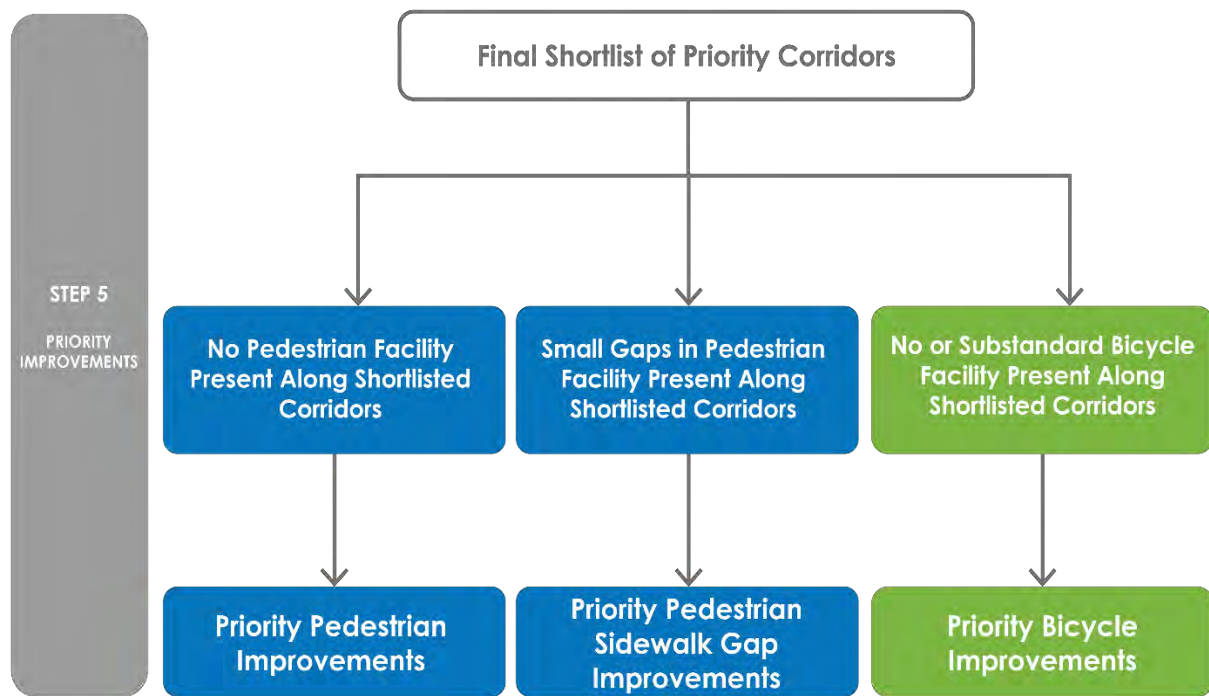 Final Shortlist of Priority Corridors
STEP 5
PRIORITY
IMPROVEMENTS
No Pedestrian Facility
Present Along Shortlisted
Corridors
Small Gaps in Pedestrian
Facility Present Along
Shortlisted Corridors
No or Substandard Bicycle
Facility Present Along
Shortlisted Corridors
Priority Pedestrian
Improvements
Priority Pedestrian
Sidewalk Gap
Improvements
Priority Bicycle
Improvements